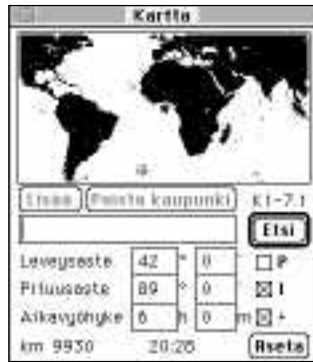 Kartta
Lisää Poista kaupunki K1-7.1
Etsi
Leveysaste 42 ° 0 ' P
Pituusaste 89 ° 0 ' I
Aikavyöhyke 6 h 0 m +
km 9930 20:26 Aseta